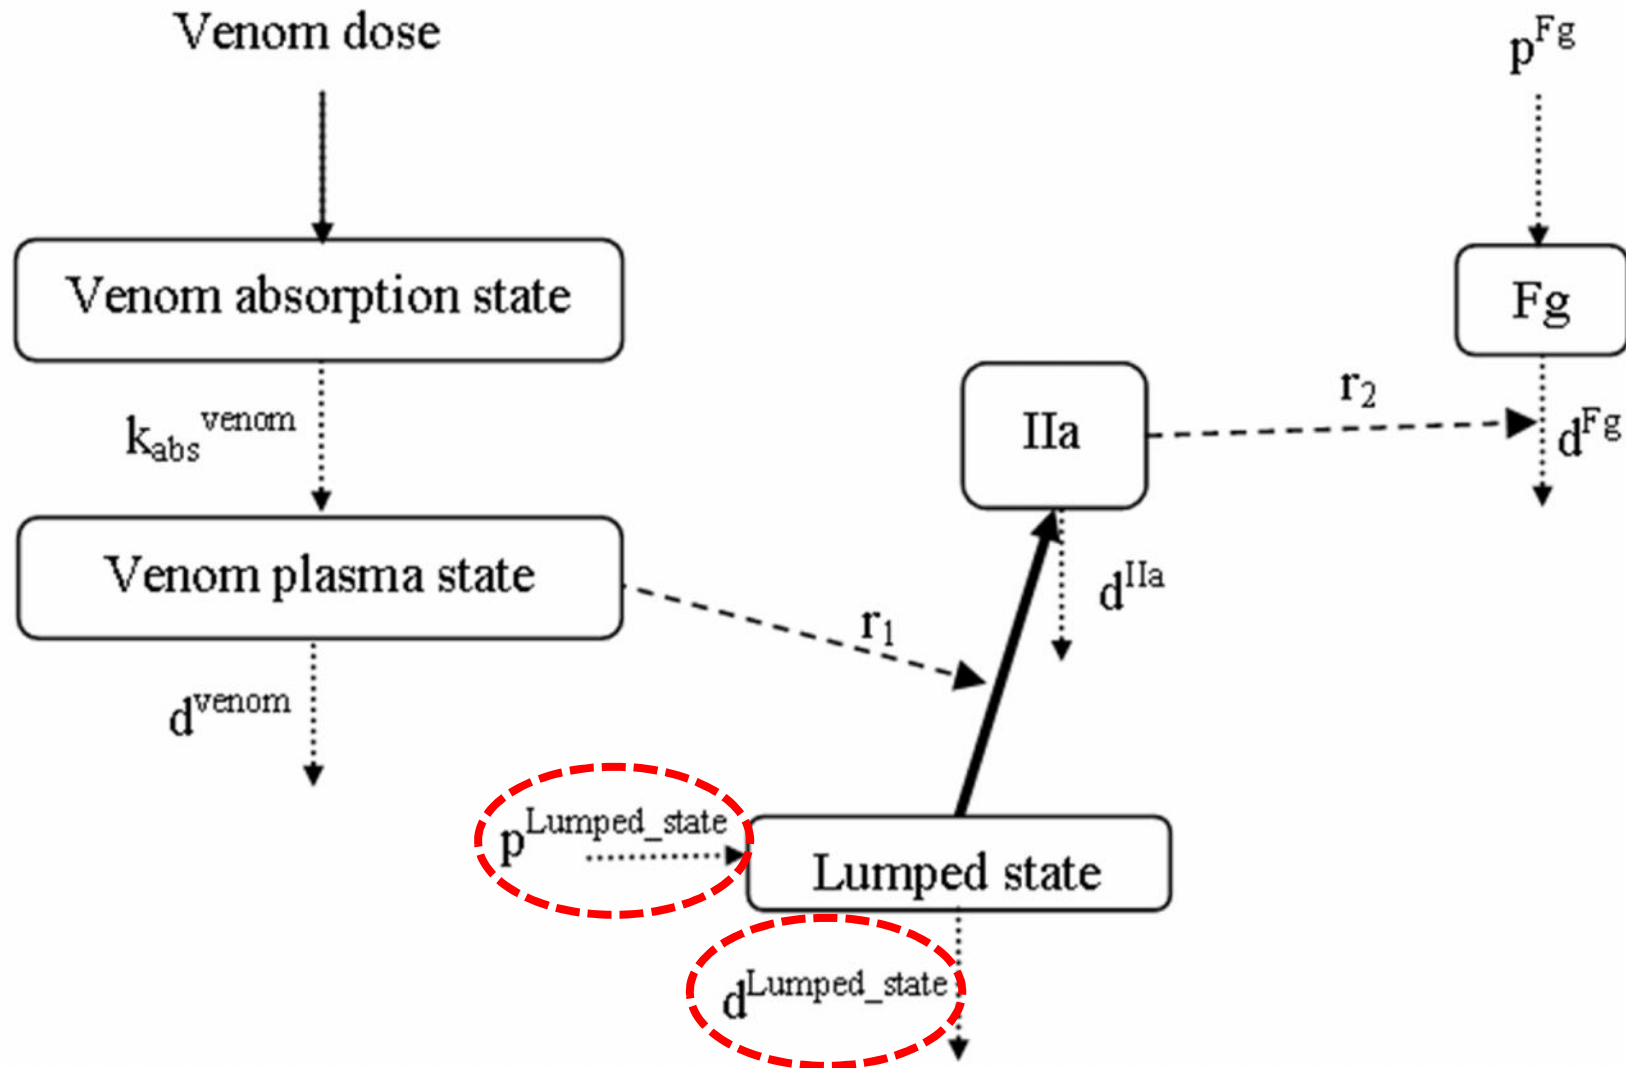 Venom dose
p^Fg
Venom absorption state
Fg
k_abs^venom
IIa
r_2
d^Fg
Venom plasma state
r_1
d^IIa
d^venom
p^Lumped_state
Lumped state
d^Lumped_state